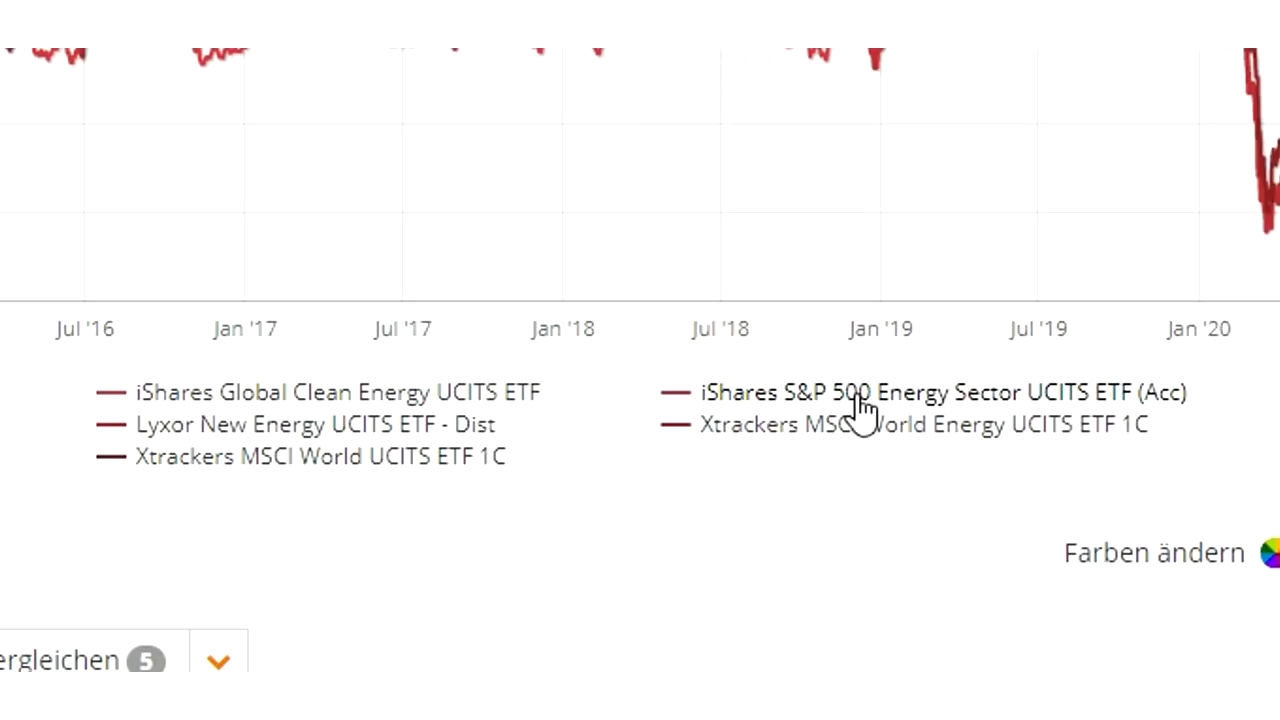 Jul '16 Jan '17 Jul '17 Jan '18 Jul '18 Jan '19 Jul '19 Jan '20
iShares Global Clean Energy UCITS ETF
iShares S&P 500 Energy Sector UCITS ETF (Acc)
Lyxor New Energy UCITS ETF - Dist
Xtrackers MSCI World Energy UCITS ETF 1C
Xtrackers MSCI World UCITS ETF 1C
Farben ändern
ergleichen 5